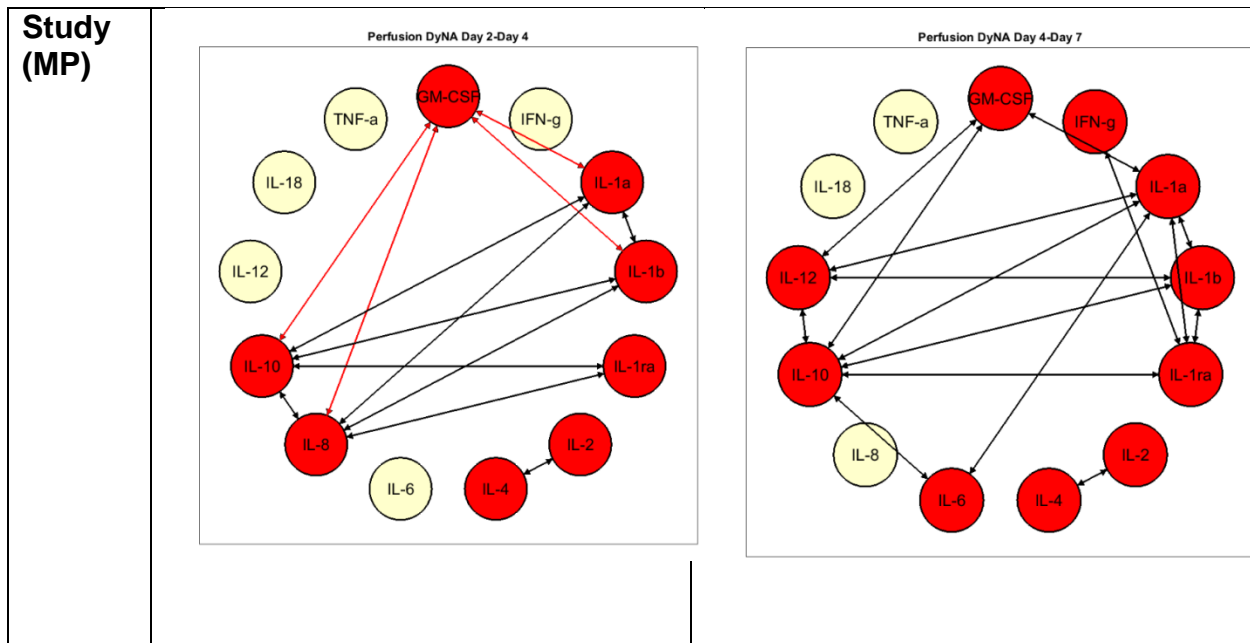 Study
(MP)
Perfusion DyNA Day 2-Day 4
GM-CSF
TNF-a
IFN-g
IL-18
IL-1a
IL-12
IL-1b
IL-10
IL-1ra
IL-8
IL-2
IL-6
IL-4
Perfusion DyNA Day 4-Day 7
GM-CSF
TNF-a
IFN-g
IL-18
IL-1a
IL-12
IL-1b
IL-10
IL-1ra
IL-8
IL-2
IL-6
IL-4